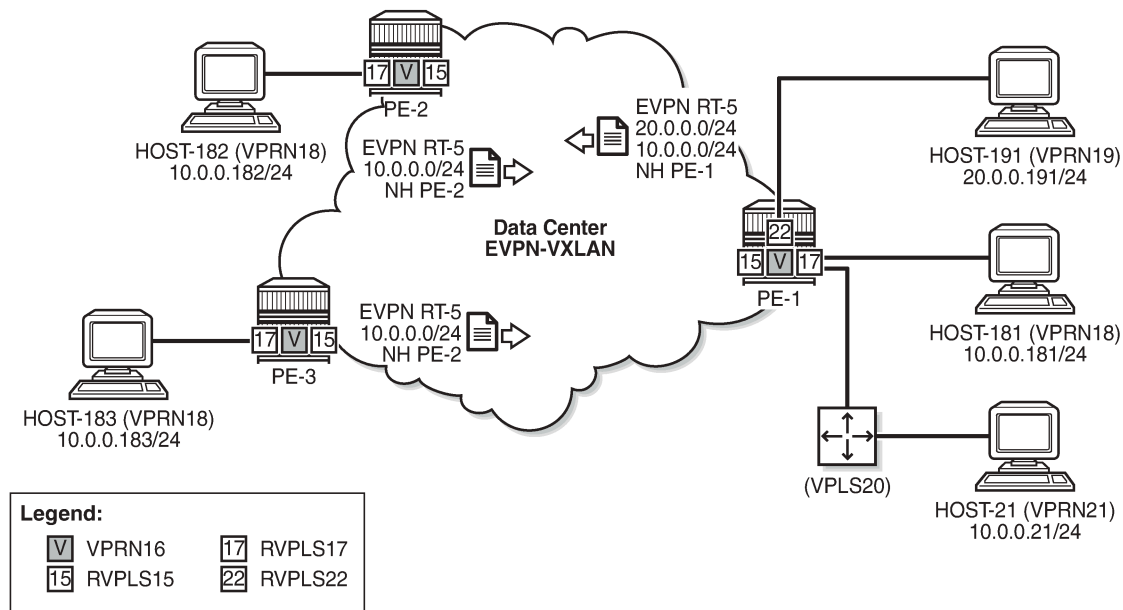 17
V
15
PE-2
HOST-182 (VPRN18)
10.0.0.182/24
EVPN RT-5
10.0.0.0/24
NH PE-2
EVPN RT-5
20.0.0.0/24
10.0.0.0/24
NH PE-1
HOST-191 (VPRN19)
20.0.0.191/24
Data Center
EVPN-VXLAN
22
15
V
17
PE-1
HOST-181 (VPRN18)
10.0.0.181/24
EVPN RT-5
10.0.0.0/24
NH PE-2
17
V
15
PE-3
HOST-183 (VPRN18)
10.0.0.183/24
(VPLS20)
HOST-21 (VPRN21)
10.0.0.21/24
Legend:
V VPRN16
17 RVPLS17
15 RVPLS15
22 RVPLS22